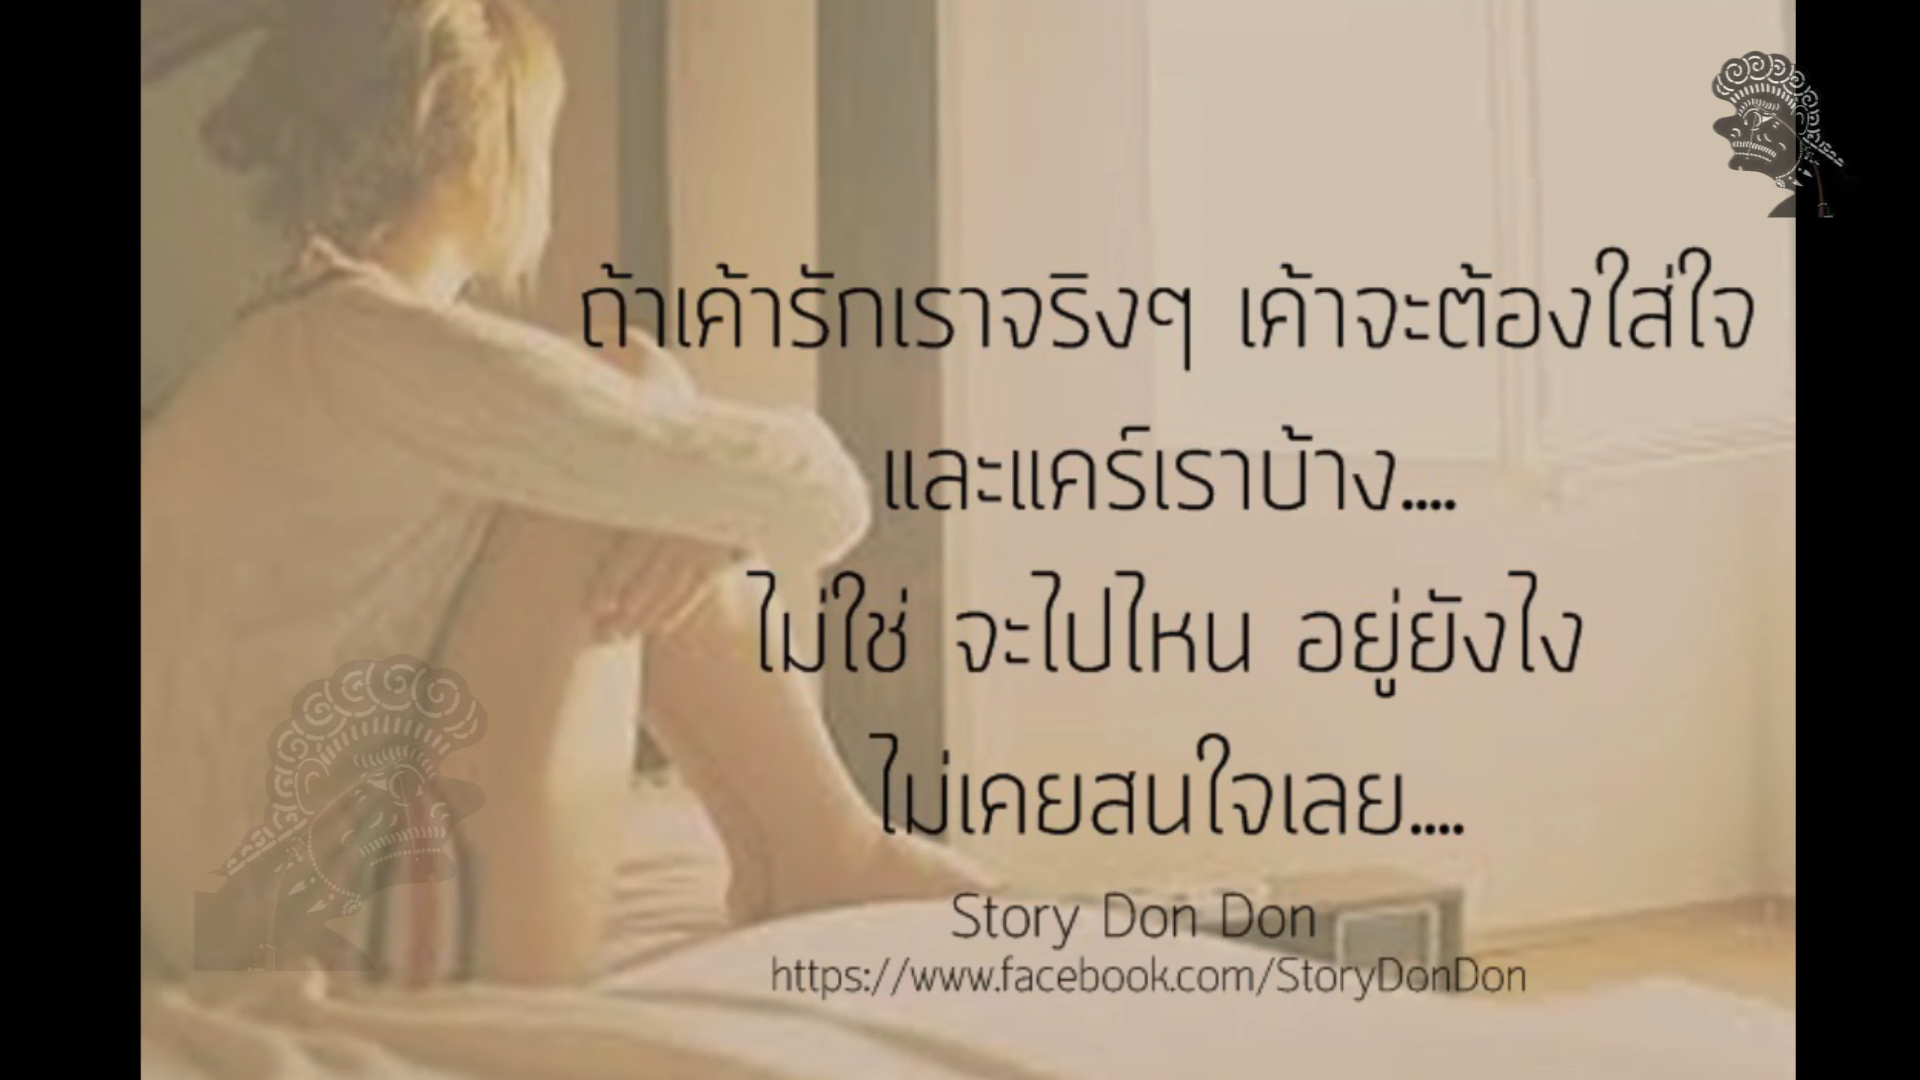 ถ้าเค้ารักเราจริงๆ เค้าจะต้องใส่ใจ
และแคร์เราบ้าง....
ไม่ใช่ จะไปไหน อยู่ยังไง
ไม่เคยสนใจเลย....
Story Don Don
https://www.facebook.com/StoryDonDon